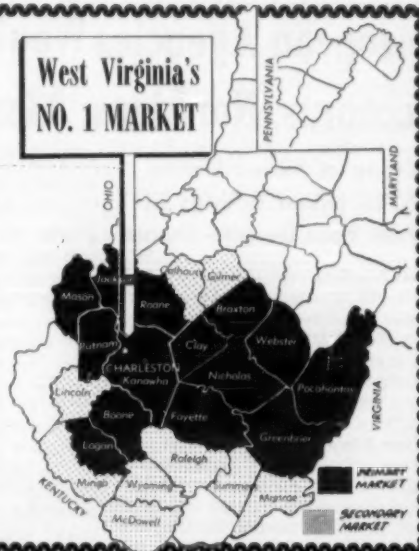 West Virginia's
NO. 1 MARKET
PENNSYLVANIA
MARYLAND
OHIO
Calhoun
Gilmer
Jackson
Mason
Roane
Braxton
Putnam
Clay
Webster
CHARLESTON
Kanawha
Nicholas
Pocahontas
VIRGINIA
Lincoln
Boone
Fayette
Greenbrier
Logan
Raleigh
KENTUCKY
Mingo
Wyoming
Summers
Monroe
McDowell
PRIMARY
MARKET
SECONDARY
MARKET